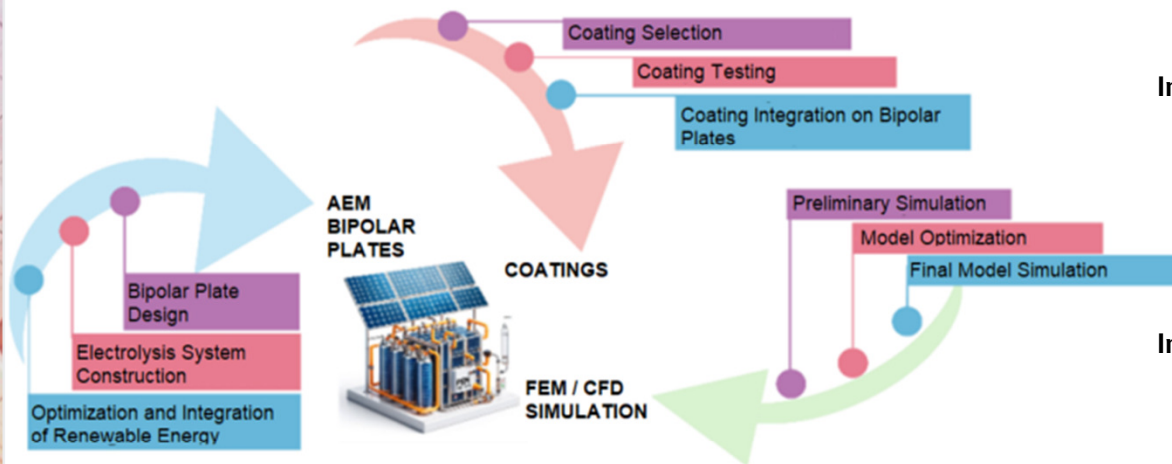 Coating Selection
Coating Testing
Coating Integration on Bipolar
Plates
AEM
BIPOLAR
PLATES
COATINGS
Bipolar Plate
Design
Electrolysis System
Construction
Optimization and Integration
of Renewable Energy
Preliminary Simulation
Model Optimization
Final Model Simulation
FEM / CFD
SIMULATION